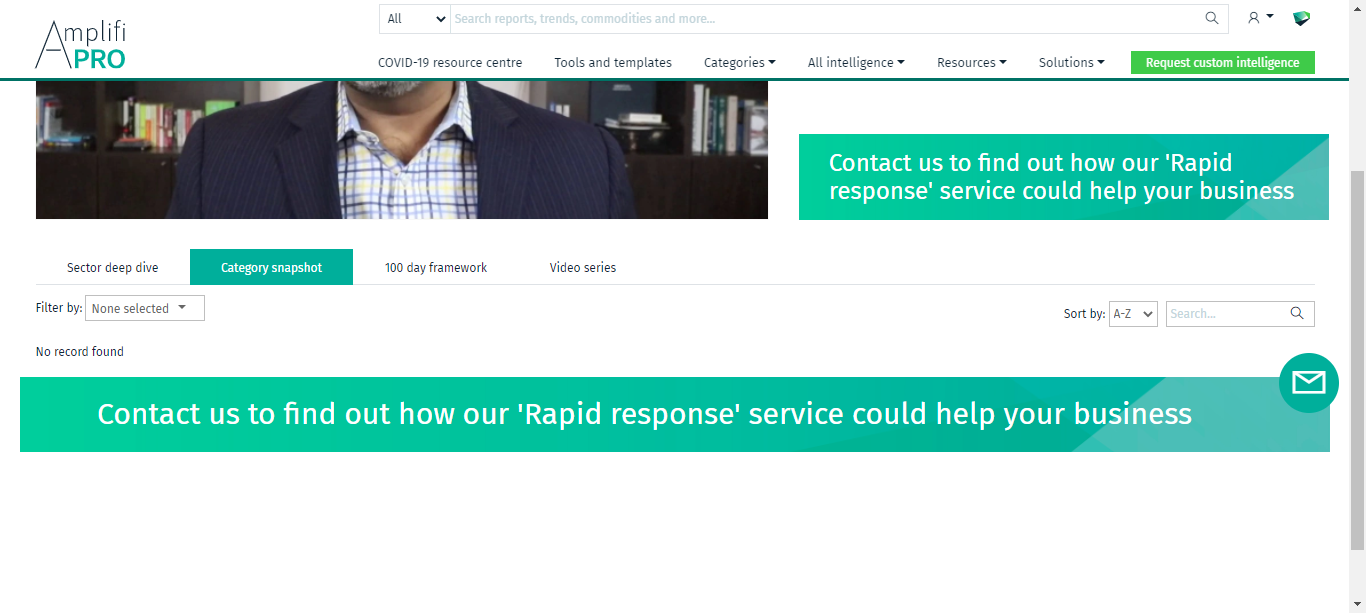 Amplifi
PRO
All
Search reports, trends, commodities and more...
COVID-19 resource centre
Tools and templates
Categories
All intelligence
Resources
Solutions
Request custom intelligence
Contact us to find out how our 'Rapid
response' service could help your business
Sector deep dive
Category snapshot
100 day framework
Video series
Filter by:
None selected
Sort by:
A-Z
Search...
No record found
Contact us to find out how our 'Rapid response' service could help your business